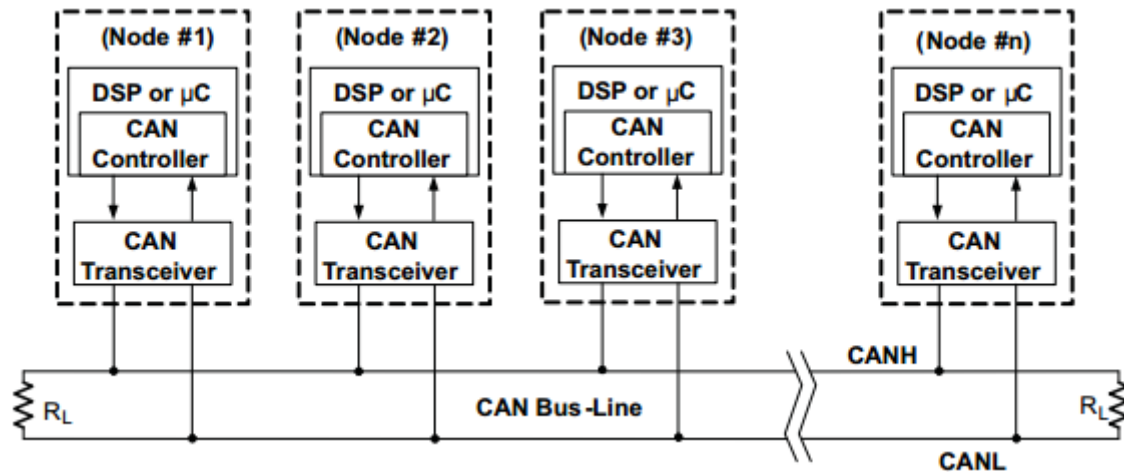 (Node #1)
DSP or µC
CAN
Controller
CAN
Transceiver
(Node #2)
DSP or µC
CAN
Controller
CAN
Transceiver
(Node #3)
DSP or µC
CAN
Controller
CAN
Transceiver
(Node #n)
DSP or µC
CAN
Controller
CAN
Transceiver
CANH
RL
CAN Bus-Line
RL
CANL